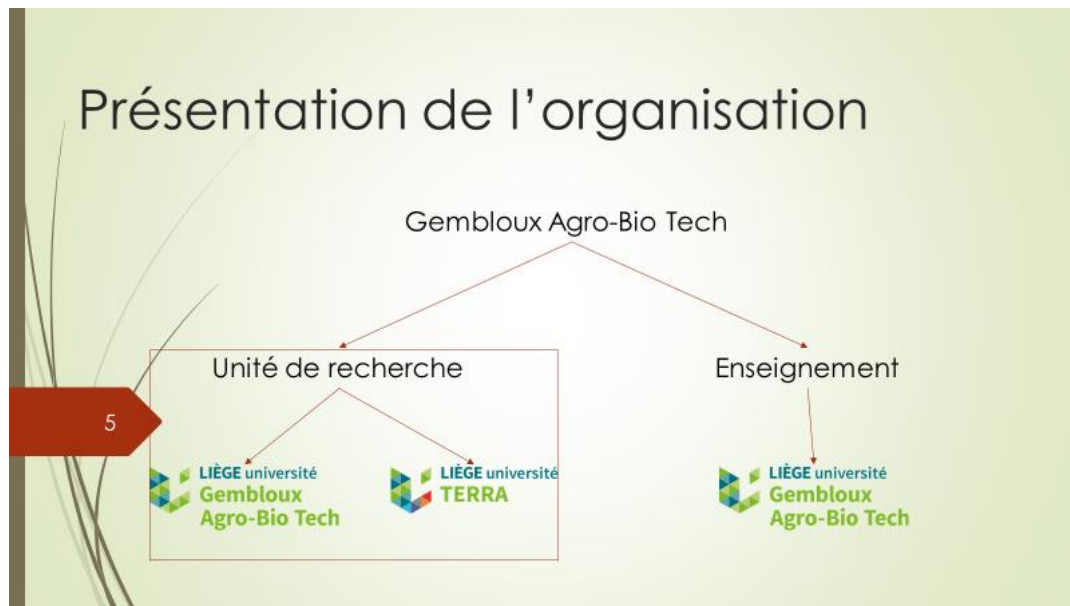 Présentation de l’organisation
Gembloux Agro-Bio Tech
Unité de recherche
Enseignement
5
LIÈGE université
Gembloux
Agro-Bio Tech
LIÈGE université
TERRA
LIÈGE université
Gembloux
Agro-Bio Tech